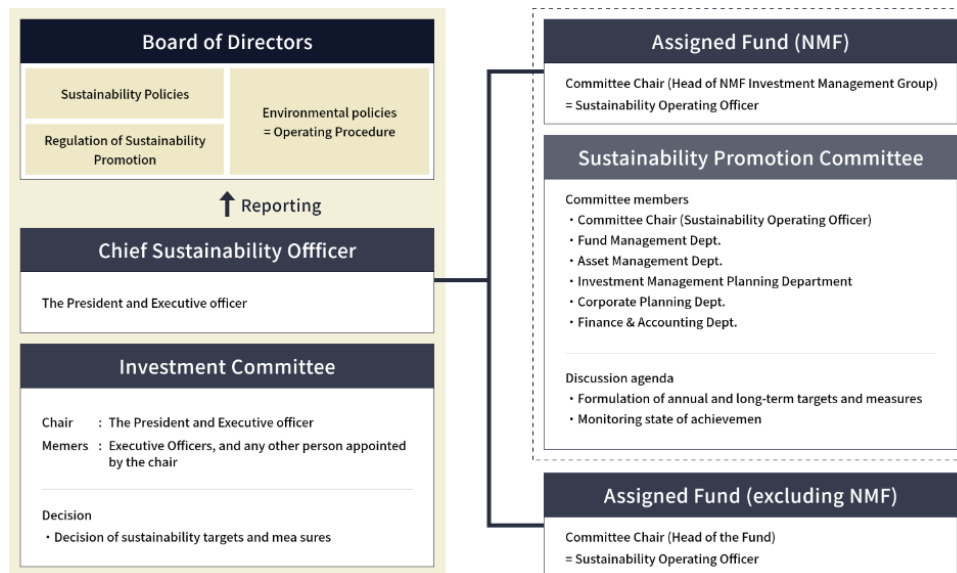 Board of Directors
Sustainability Policies
Regulation of Sustainability
Promotion
Environmental policies
= Operating Procedure
Reporting
Chief Sustainability Offficer
The President and Executive officer
Investment Committee
Chair : The President and Executive officer
Memers : Executive Officers, and any other person appointed
by the chair
Decision
・Decision of sustainability targets and mea sures
Assigned Fund (NMF)
Committee Chair (Head of NMF Investment Management Group)
= Sustainability Operating Officer
Sustainability Promotion Committee
Committee members
・Committee Chair (Sustainability Operating Officer)
・Fund Management Dept.
・Asset Management Dept.
・Investment Management Planning Department
・Corporate Planning Dept.
・Finance & Accounting Dept.
Discussion agenda
・Formulation of annual and long-term targets and measures
・Monitoring state of achievemen
Assigned Fund (excluding NMF)
Committee Chair (Head of the Fund)
= Sustainability Operating Officer